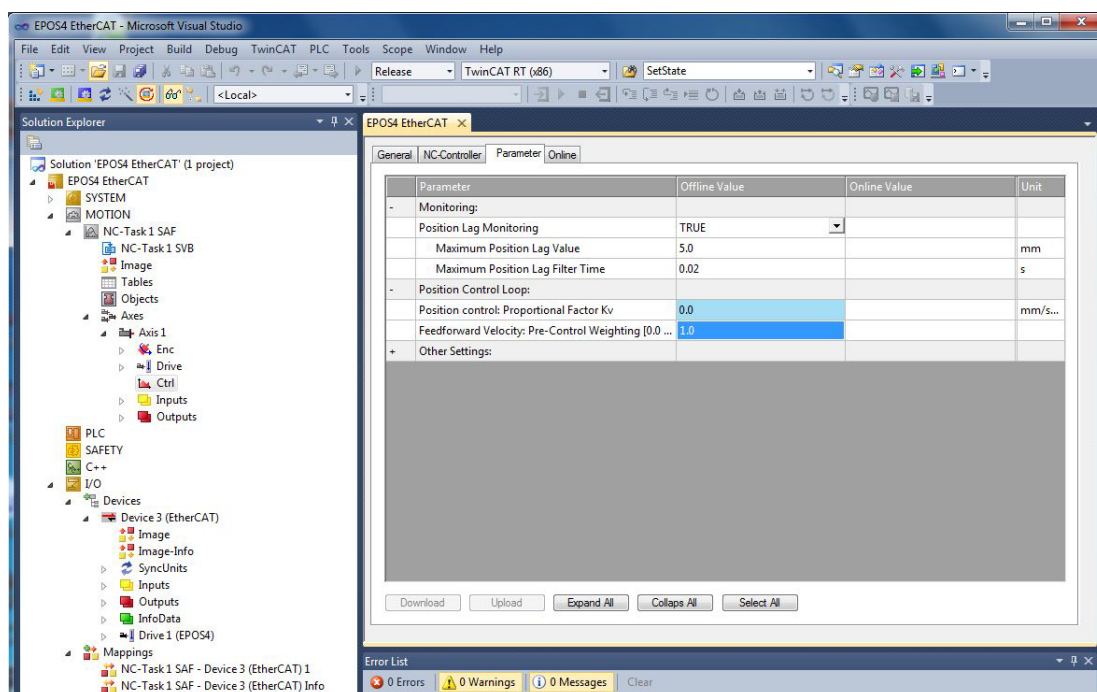 EPOS4 EtherCAT - Microsoft Visual Studio
File Edit View Project Build Debug TwinCAT PLC Tools Scope Window Help
Release TwinCAT RT (x86) SetState
<Local>
Solution Explorer
Solution 'EPOS4 EtherCAT' (1 project)
EPOS4 EtherCAT
SYSTEM
MOTION
NC-Task 1 SAF
NC-Task 1 SVB
Image
Tables
Objects
Axes
Axis 1
Enc
Drive
Ctrl
Inputs
Outputs
PLC
SAFETY
C++
I/O
Devices
Device 3 (EtherCAT)
Image
Image-Info
SyncUnits
Inputs
Outputs
InfoData
Drive 1 (EPOS4)
Mappings
NC-Task 1 SAF - Device 3 (EtherCAT) 1
NC-Task 1 SAF - Device 3 (EtherCAT) Info
EPOS4 EtherCAT
General NC-Controller Parameter Online
Parameter Offline Value Online Value Unit
- Monitoring:
Position Lag Monitoring TRUE
Maximum Position Lag Value 5.0 mm
Maximum Position Lag Filter Time 0.02 s
- Position Control Loop:
Position control: Proportional Factor Kv 0.0 mm/s...
Feedforward Velocity: Pre-Control Weighting [0.0 ... 1.0
+ Other Settings:
Download Upload Expand All Collaps All Select All
Error List
0 Errors 0 Warnings 0 Messages Clear